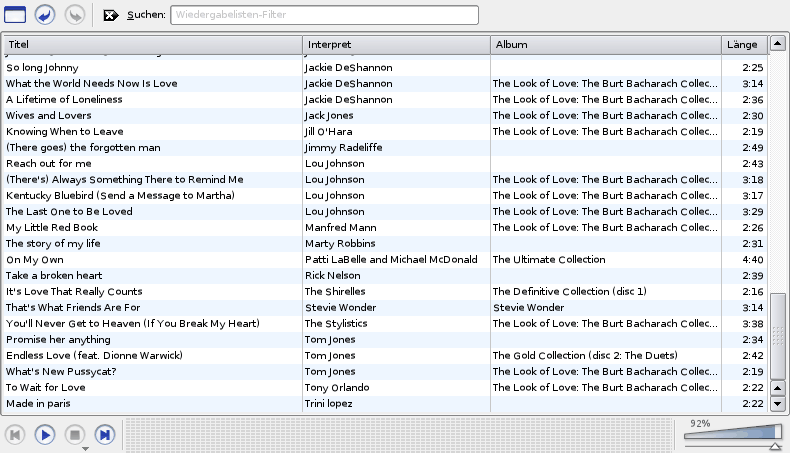 Suchen: Wiedergabelisten-Filter
Titel Interpret Album Länge
So long Johnny Jackie DeShannon 2:25
What the World Needs Now Is Love Jackie DeShannon The Look of Love: The Burt Bacharach Collec... 3:14
A Lifetime of Loneliness Jackie DeShannon The Look of Love: The Burt Bacharach Collec... 2:36
Wives and Lovers Jack Jones The Look of Love: The Burt Bacharach Collec... 2:30
Knowing When to Leave Jill O'Hara The Look of Love: The Burt Bacharach Collec... 2:19
(There goes) the forgotten man Jimmy Radeliffe 2:49
Reach out for me Lou Johnson 2:43
(There's) Always Something There to Remind Me Lou Johnson The Look of Love: The Burt Bacharach Collec... 3:18
Kentucky Bluebird (Send a Message to Martha) Lou Johnson The Look of Love: The Burt Bacharach Collec... 3:17
The Last One to Be Loved Lou Johnson The Look of Love: The Burt Bacharach Collec... 3:29
My Little Red Book Manfred Mann The Look of Love: The Burt Bacharach Collec... 2:26
The story of my life Marty Robbins 2:31
On My Own Patti LaBelle and Michael McDonald The Ultimate Collection 4:40
Take a broken heart Rick Nelson 2:39
It's Love That Really Counts The Shirelles The Definitive Collection (disc 1) 2:16
That's What Friends Are For Stevie Wonder Stevie Wonder 3:14
You'll Never Get to Heaven (If You Break My Heart) The Stylistics The Look of Love: The Burt Bacharach Collec... 3:38
Promise her anything Tom Jones 2:34
Endless Love (feat. Dionne Warwick) Tom Jones The Gold Collection (disc 2: The Duets) 2:42
What's New Pussycat? Tom Jones The Look of Love: The Burt Bacharach Collec... 2:19
To Wait for Love Tony Orlando The Look of Love: The Burt Bacharach Collec... 2:22
Made in paris Trini lopez 2:22
92%